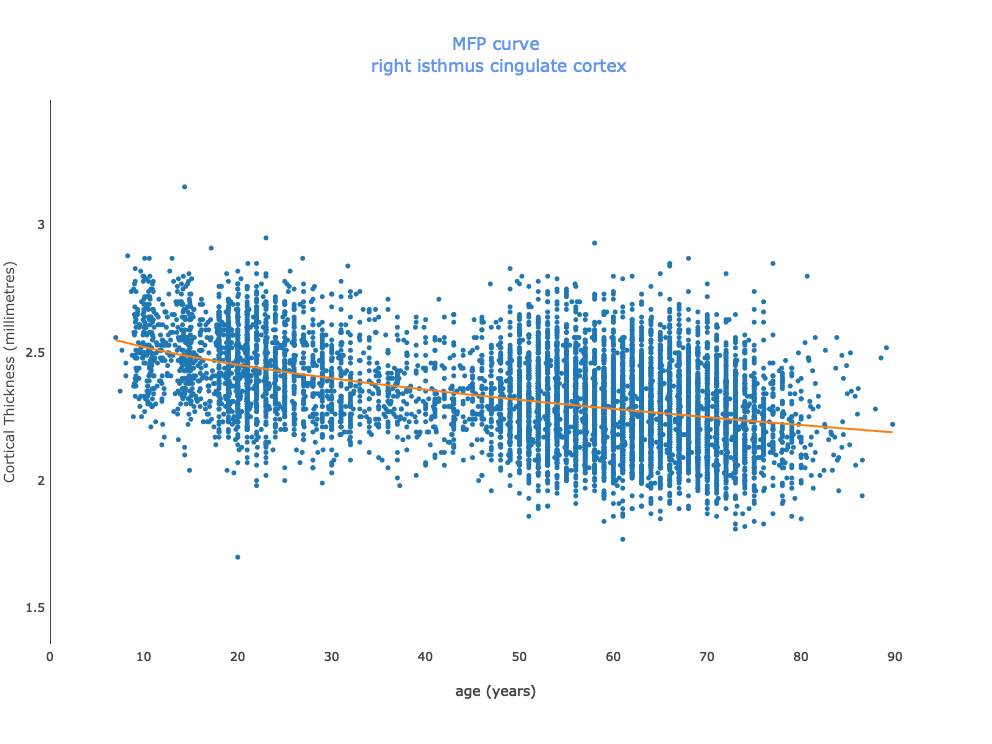 MFP curve
right isthmus cingulate cortex
Cortical Thickness (millimetres)
3
2.5
2
1.5
0 10 20 30 40 50 60 70 80 90
age (years)